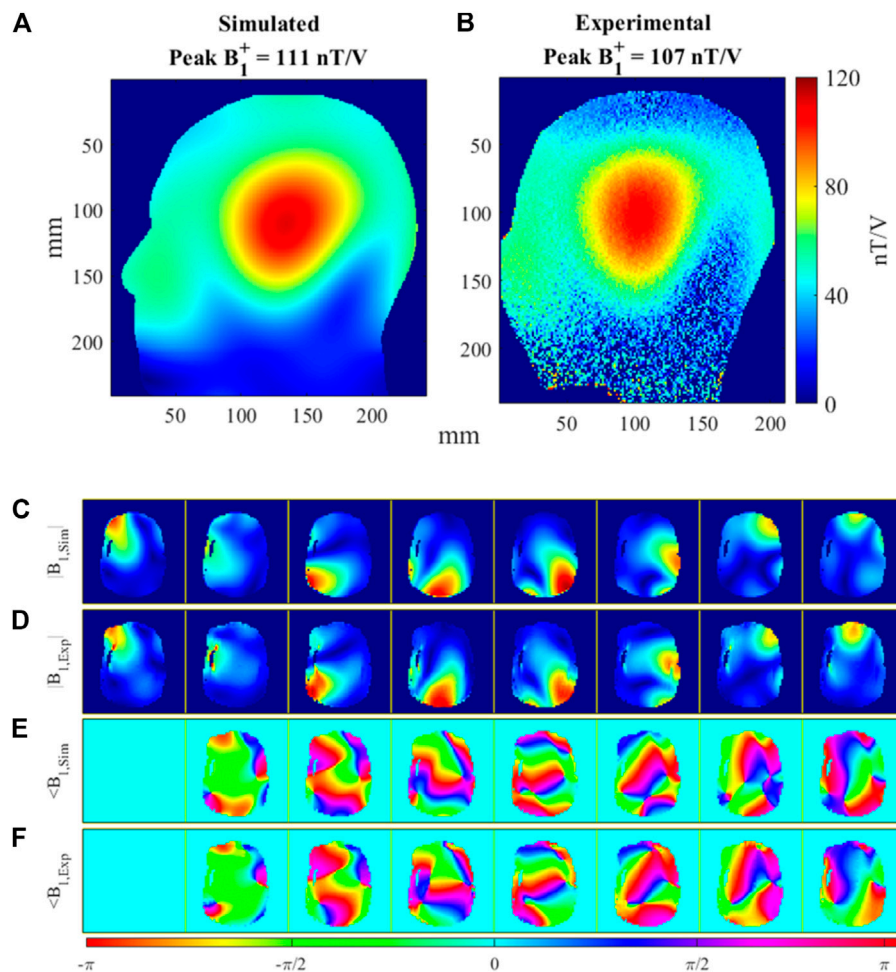 A
Simulated
Peak B₁⁺ = 111 nT/V
B
Experimental
Peak B₁⁺ = 107 nT/V
50
100
150
200
mm
50
100
150
200
50
100
150
200
50
100
150
200
mm
120
80
40
0
nT/V
C
|B₁,Sim|
D
|B₁,Exp|
E
<B₁,Sim
F
<B₁,Exp
-π
-π/2
0
π/2
π